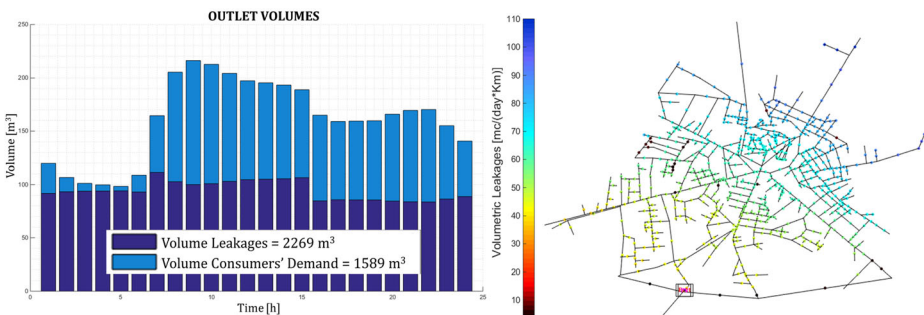 OUTLET VOLUMES
250
200
150
100
50
0
Volume [m³]
Volume Leakages = 2269 m³
Volume Consumers' Demand = 1589 m³
0 5 10 15 20 25
Time [h]
110
100
90
80
70
60
50
40
30
20
10
Volumetric Leakages [mc/(day*Km)]